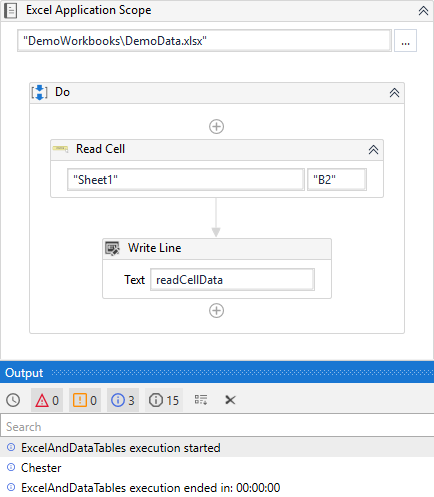 Excel Application Scope
"DemoWorkbooks\DemoData.xlsx"
...
Do
Read Cell
"Sheet1" "B2"
Write Line
Text readCellData
Output
0 0 3 15
Search
ExcelAndDataTables execution started
Chester
ExcelAndDataTables execution ended in: 00:00:00